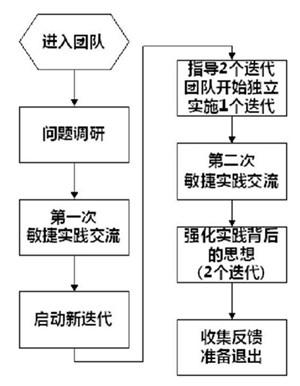 进入团队
问题调研
第一次
敏捷实践交流
启动新迭代
指导2个迭代
团队开始独立
实施1个迭代
第二次
敏捷实践交流
强化实践背后
的思想
(2个迭代)
收集反馈
准备退出